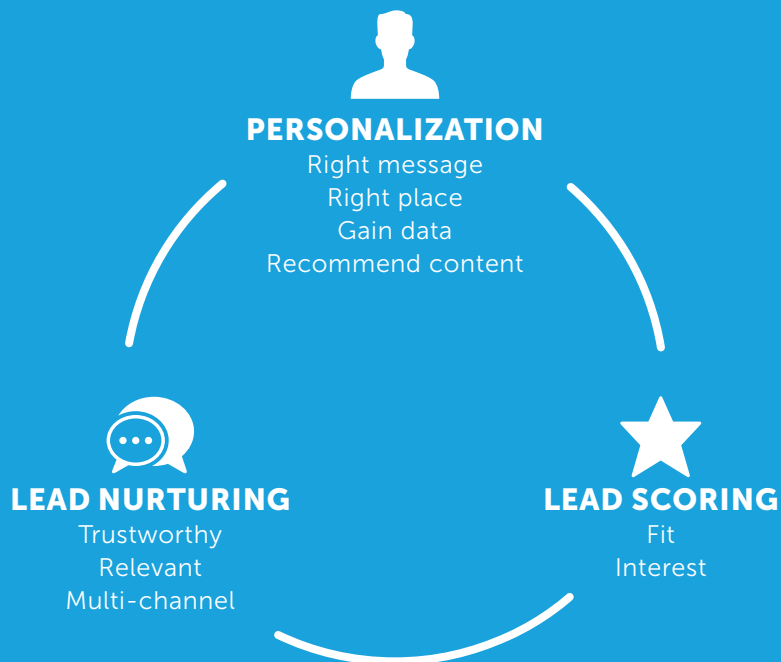 PERSONALIZATION
Right message
Right place
Gain data
Recommend content
LEAD NURTURING
Trustworthy
Relevant
Multi-channel
LEAD SCORING
Fit
Interest